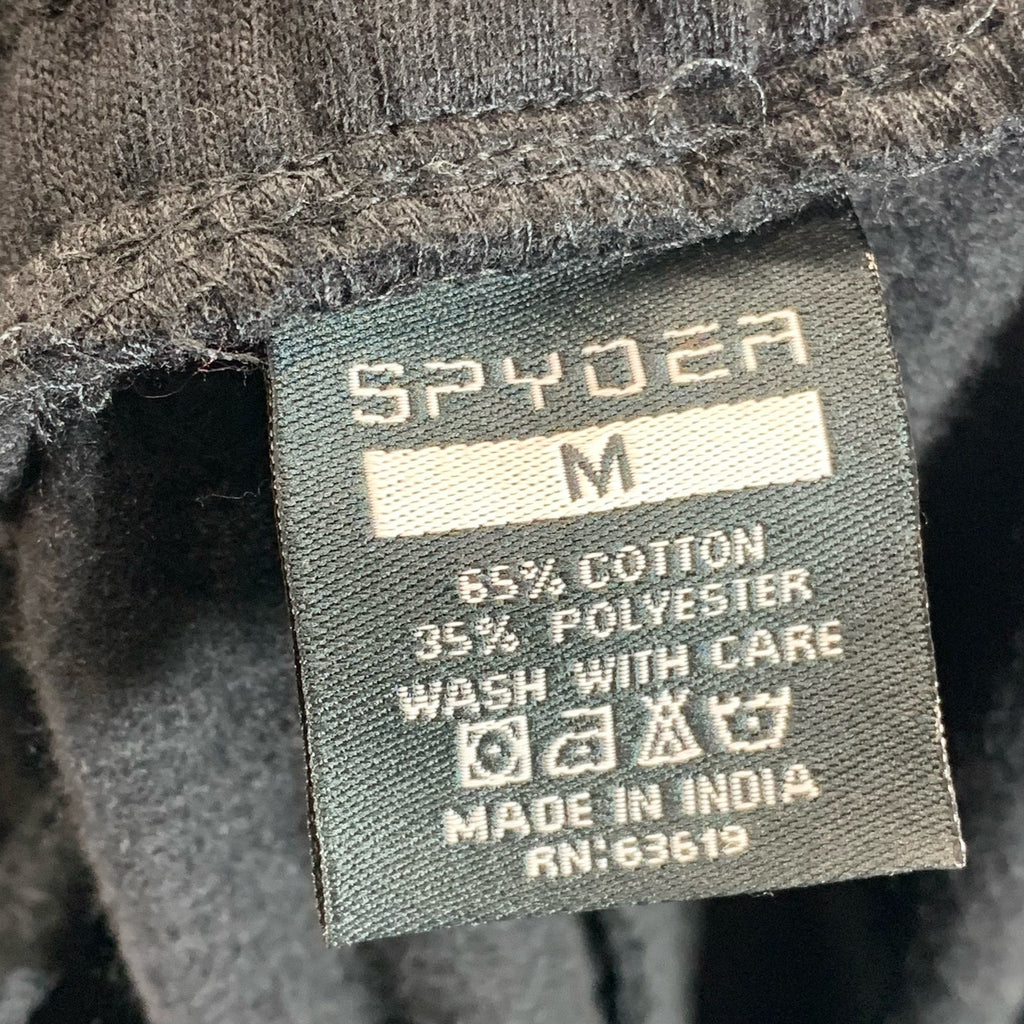 SPYDER
M
65% COTTON
35% POLYESTER
WASH WITH CARE
MADE IN INDIA
RN:63619